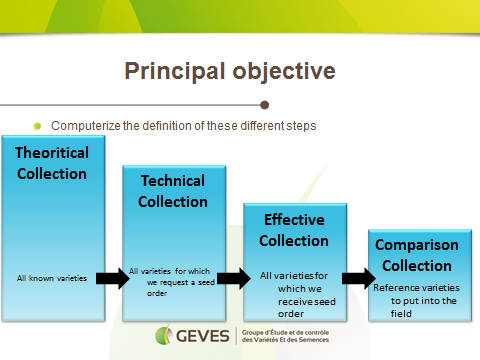 Principal objective
Computerize the definition of these different steps
Theoritical
Collection
All known varieties
Technical
Collection
All varieties for which
we request a seed
order
Effective
Collection
All varieties for
which we
receive seed
order
Comparison
Collection
Reference varieties
to put into the
field
GEVES
Groupe d'Étude et de contrôle
des Variétés Et des Semences